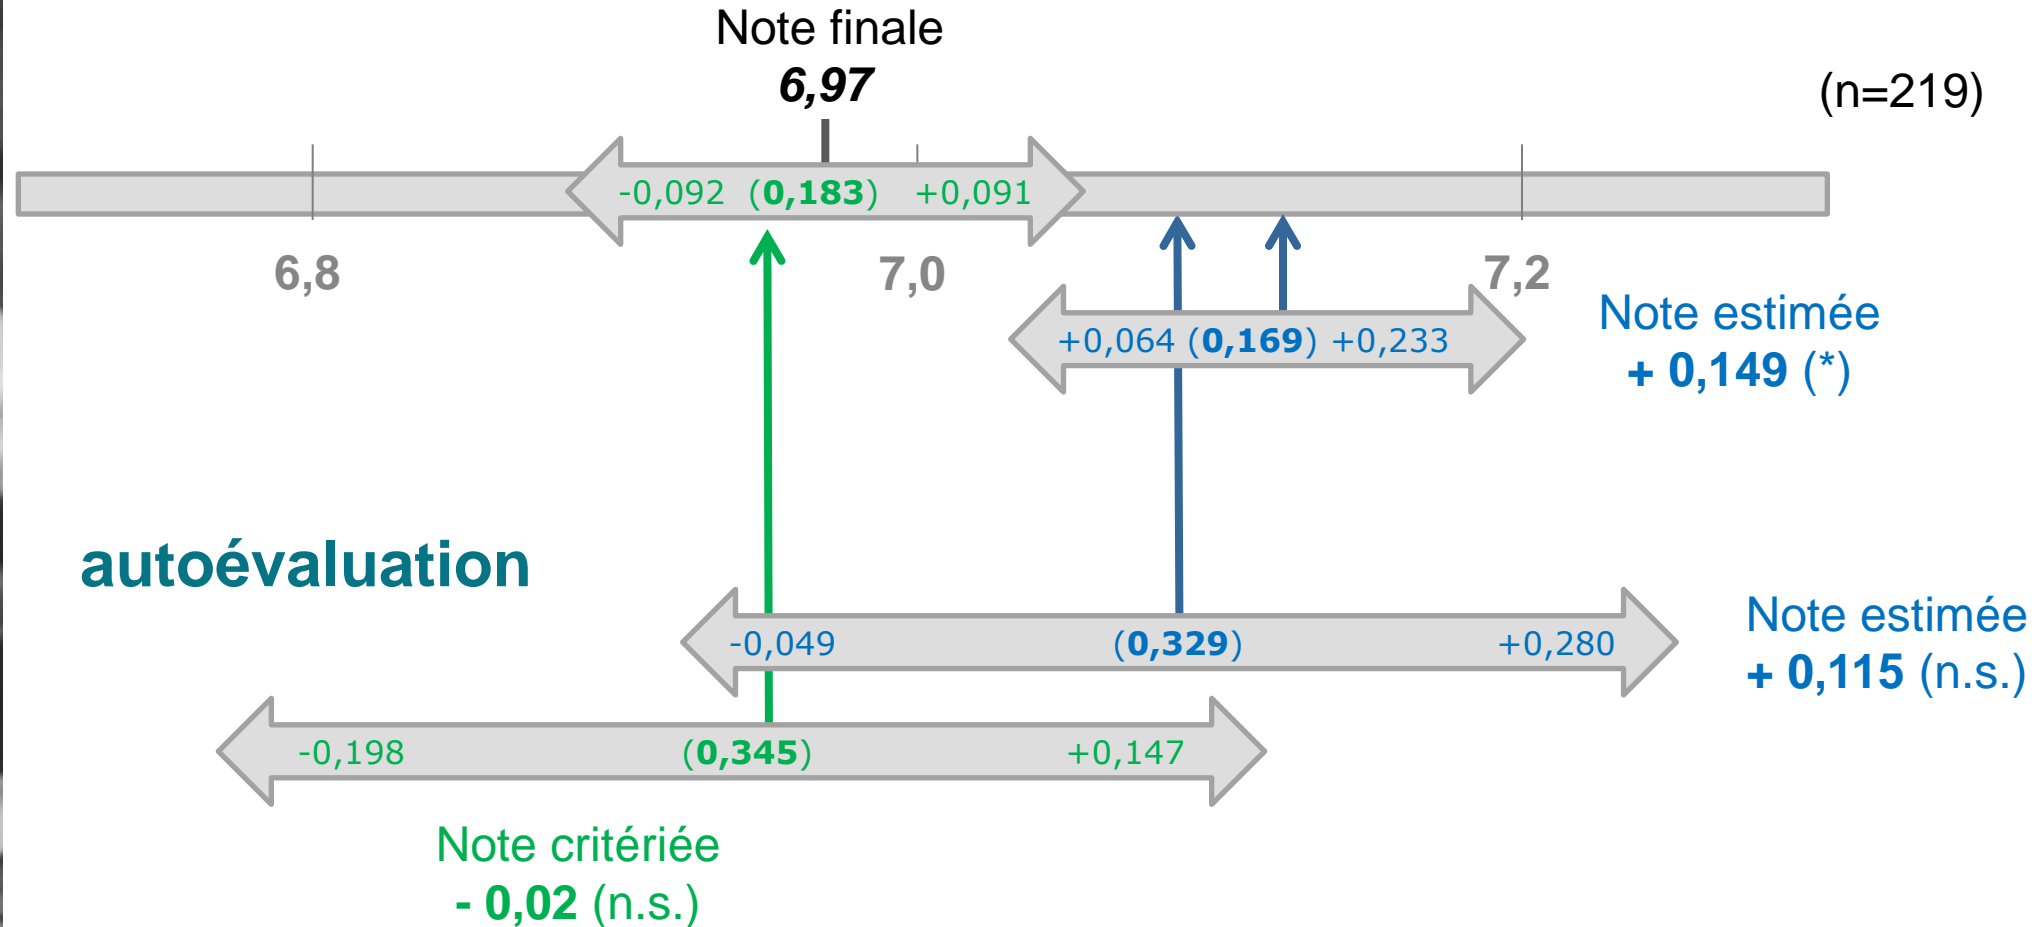 Note finale
6,97
(n=219)
-0,092 (0,183) +0,091
6,8 7,0 7,2
Note estimée
+ 0,149 (*)
+0,064 (0,169) +0,233
autoévaluation
Note estimée
+ 0,115 (n.s.)
-0,049 (0,329) +0,280
-0,198 (0,345) +0,147
Note critériée
- 0,02 (n.s.)